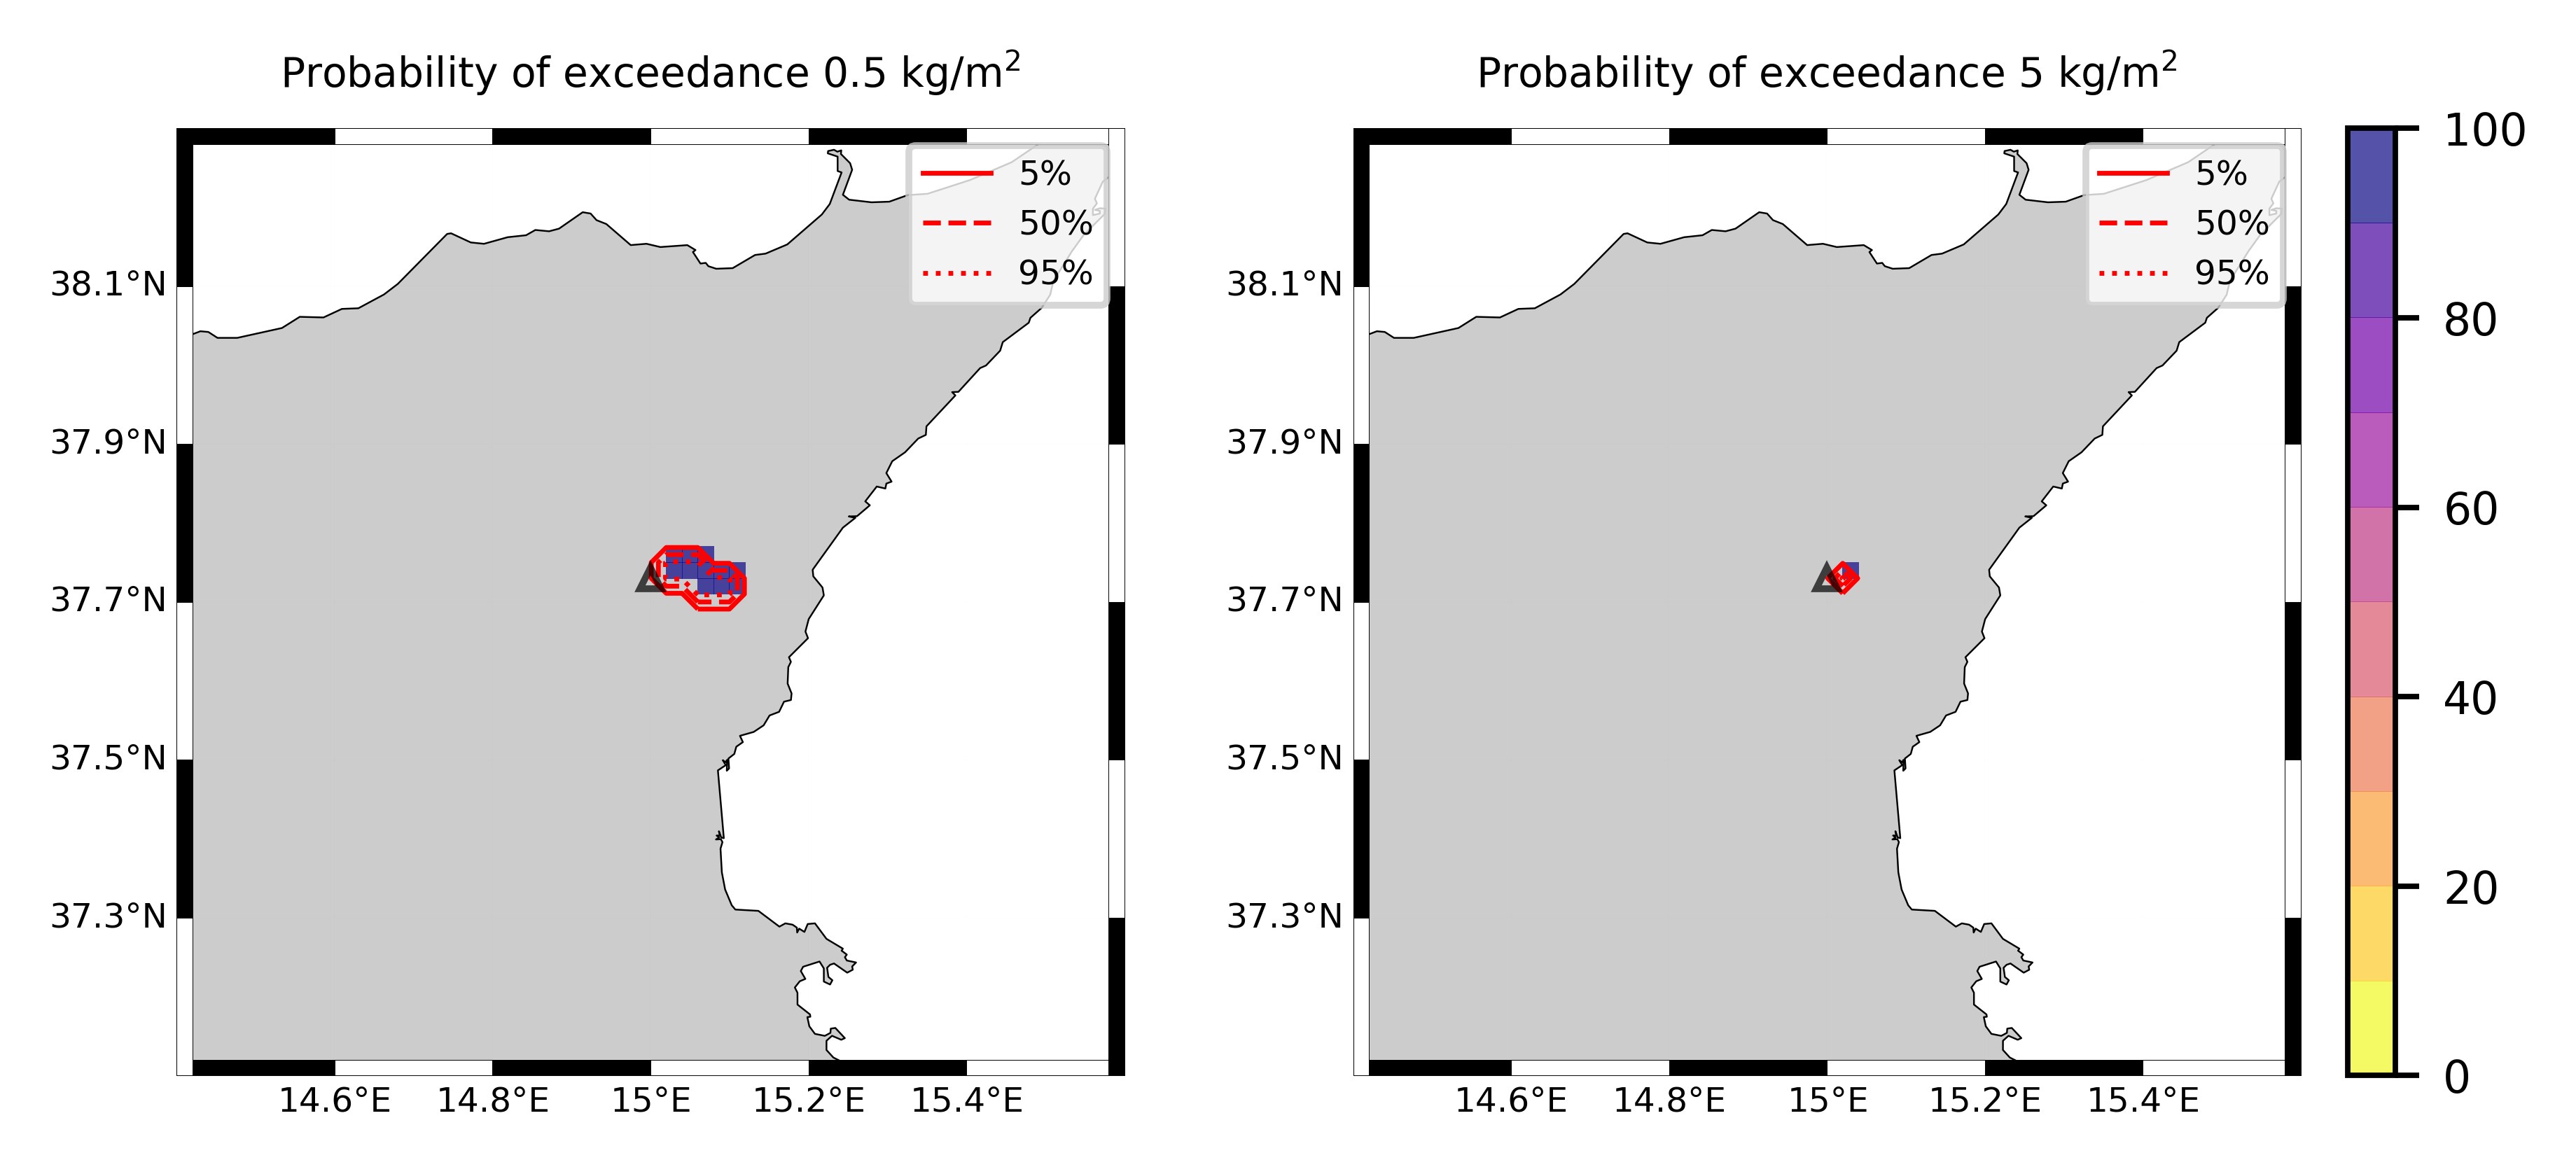 Probability of exceedance 0.5 kg/m²
5%
50%
95%
38.1°N
37.9°N
37.7°N
37.5°N
37.3°N
14.6°E
14.8°E
15°E
15.2°E
15.4°E
Probability of exceedance 5 kg/m²
5%
50%
95%
38.1°N
37.9°N
37.7°N
37.5°N
37.3°N
14.6°E
14.8°E
15°E
15.2°E
15.4°E
100
80
60
40
20
0